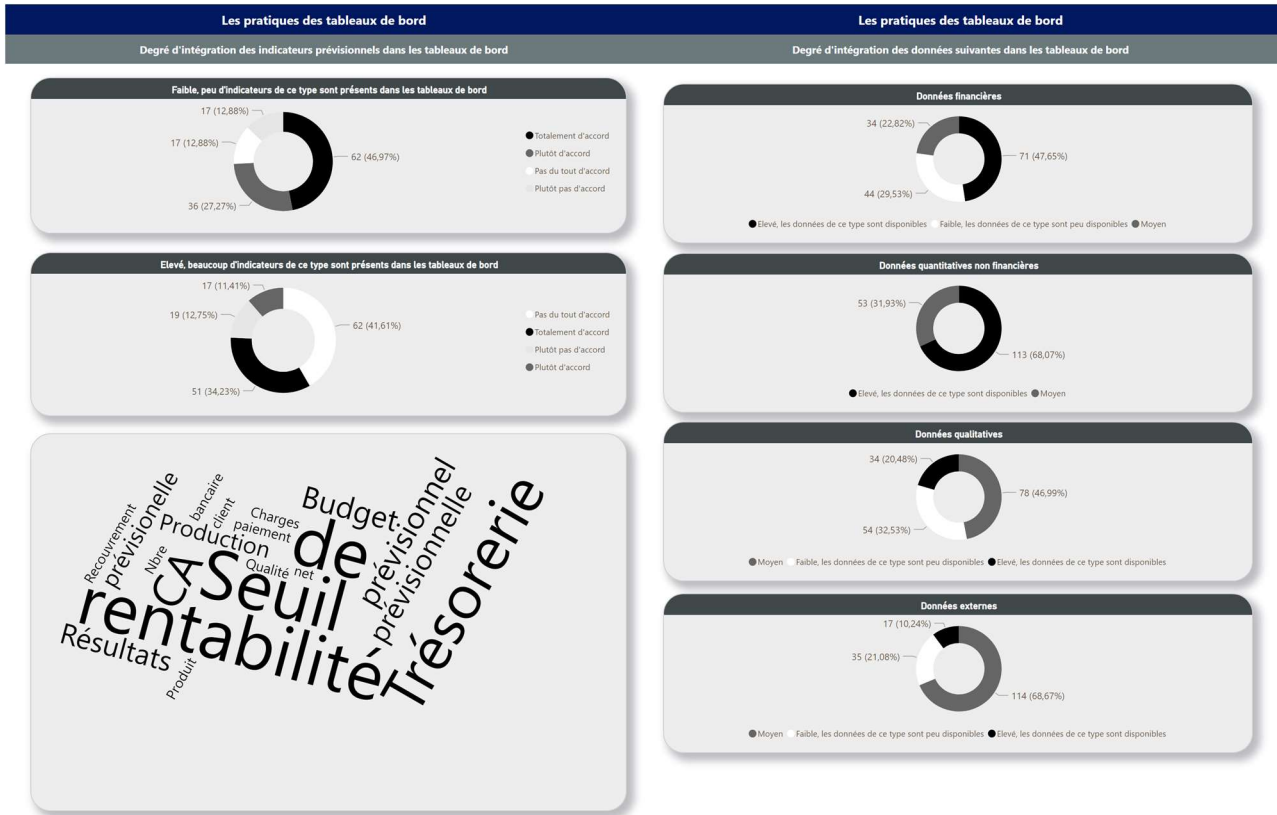 Les pratiques des tableaux de bord
Degré d'intégration des indicateurs prévisionnels dans les tableaux de bord
Faible, peu d'indicateurs de ce type sont présents dans les tableaux de bord
17 (12,88%)
17 (12,88%)
62 (46,97%)
36 (27,27%)
Totalement d'accord
Plutôt d'accord
Pas du tout d'accord
Plutôt pas d'accord
Elevé, beaucoup d'indicateurs de ce type sont présents dans les tableaux de bord
17 (11,41%)
19 (12,75%)
62 (41,61%)
51 (34,23%)
Pas du tout d'accord
Totalement d'accord
Plutôt pas d'accord
Plutôt d'accord
Recouvrement
prévisionelle
bancaire
client
Nbre
Production
Charges
paiement
Budget
prévisionnel
prévisionnelle
Trésorerie
de
CA
Seuil
Qualité
net
rentabilité
Résultats
Produit
Les pratiques des tableaux de bord
Degré d'intégration des données suivantes dans les tableaux de bord
Données financières
34 (22,82%)
71 (47,65%)
44 (29,53%)
Elevé, les données de ce type sont disponibles Faible, les données de ce type sont peu disponibles Moyen
Données quantitatives non financières
53 (31,93%)
113 (68,07%)
Elevé, les données de ce type sont disponibles Moyen
Données qualitatives
34 (20,48%)
78 (46,99%)
54 (32,53%)
Moyen Faible, les données de ce type sont peu disponibles Elevé, les données de ce type sont disponibles
Données externes
17 (10,24%)
35 (21,08%)
114 (68,67%)
Moyen Faible, les données de ce type sont peu disponibles Elevé, les données de ce type sont disponibles